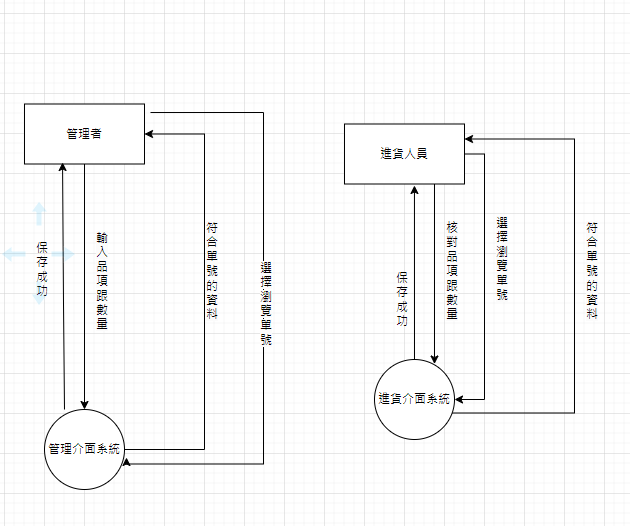 管理者
進貨人員
保存成功
輸入品項跟數量
符合單號的資料
選擇瀏覽單號
保存成功
核對品項跟數量
選擇瀏覽單號
符合單號的資料
管理介面系統
進貨介面系統